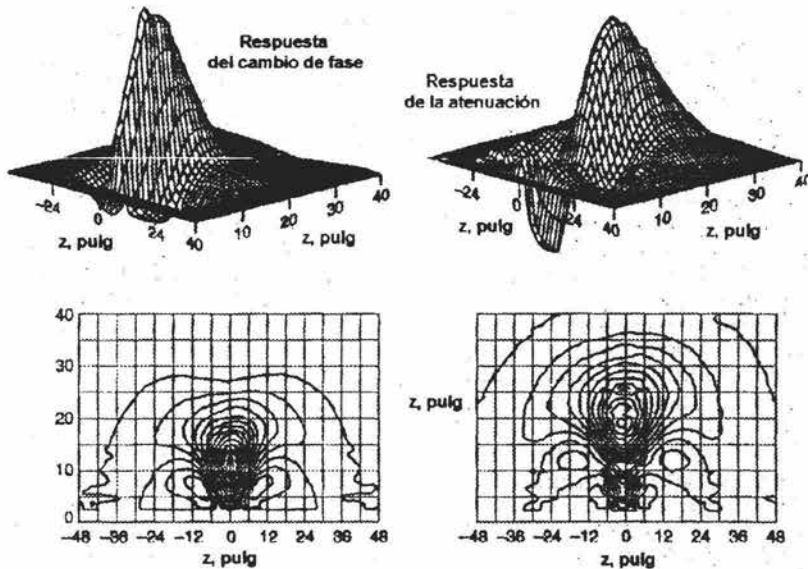 Respuesta
del cambio de fase
Respuesta
de la atenuación
-24
0
24
40
10
20
30
40
z, pulg
z, pulg
-24
0
24
40
10
20
30
40
z, pulg
z, pulg
40
30
20
10
0
-48 -36 -24 -12 0 12 24 36 48
z, pulg
z, pulg
-48 -36 -24 -12 0 12 24 36 48
z, pulg